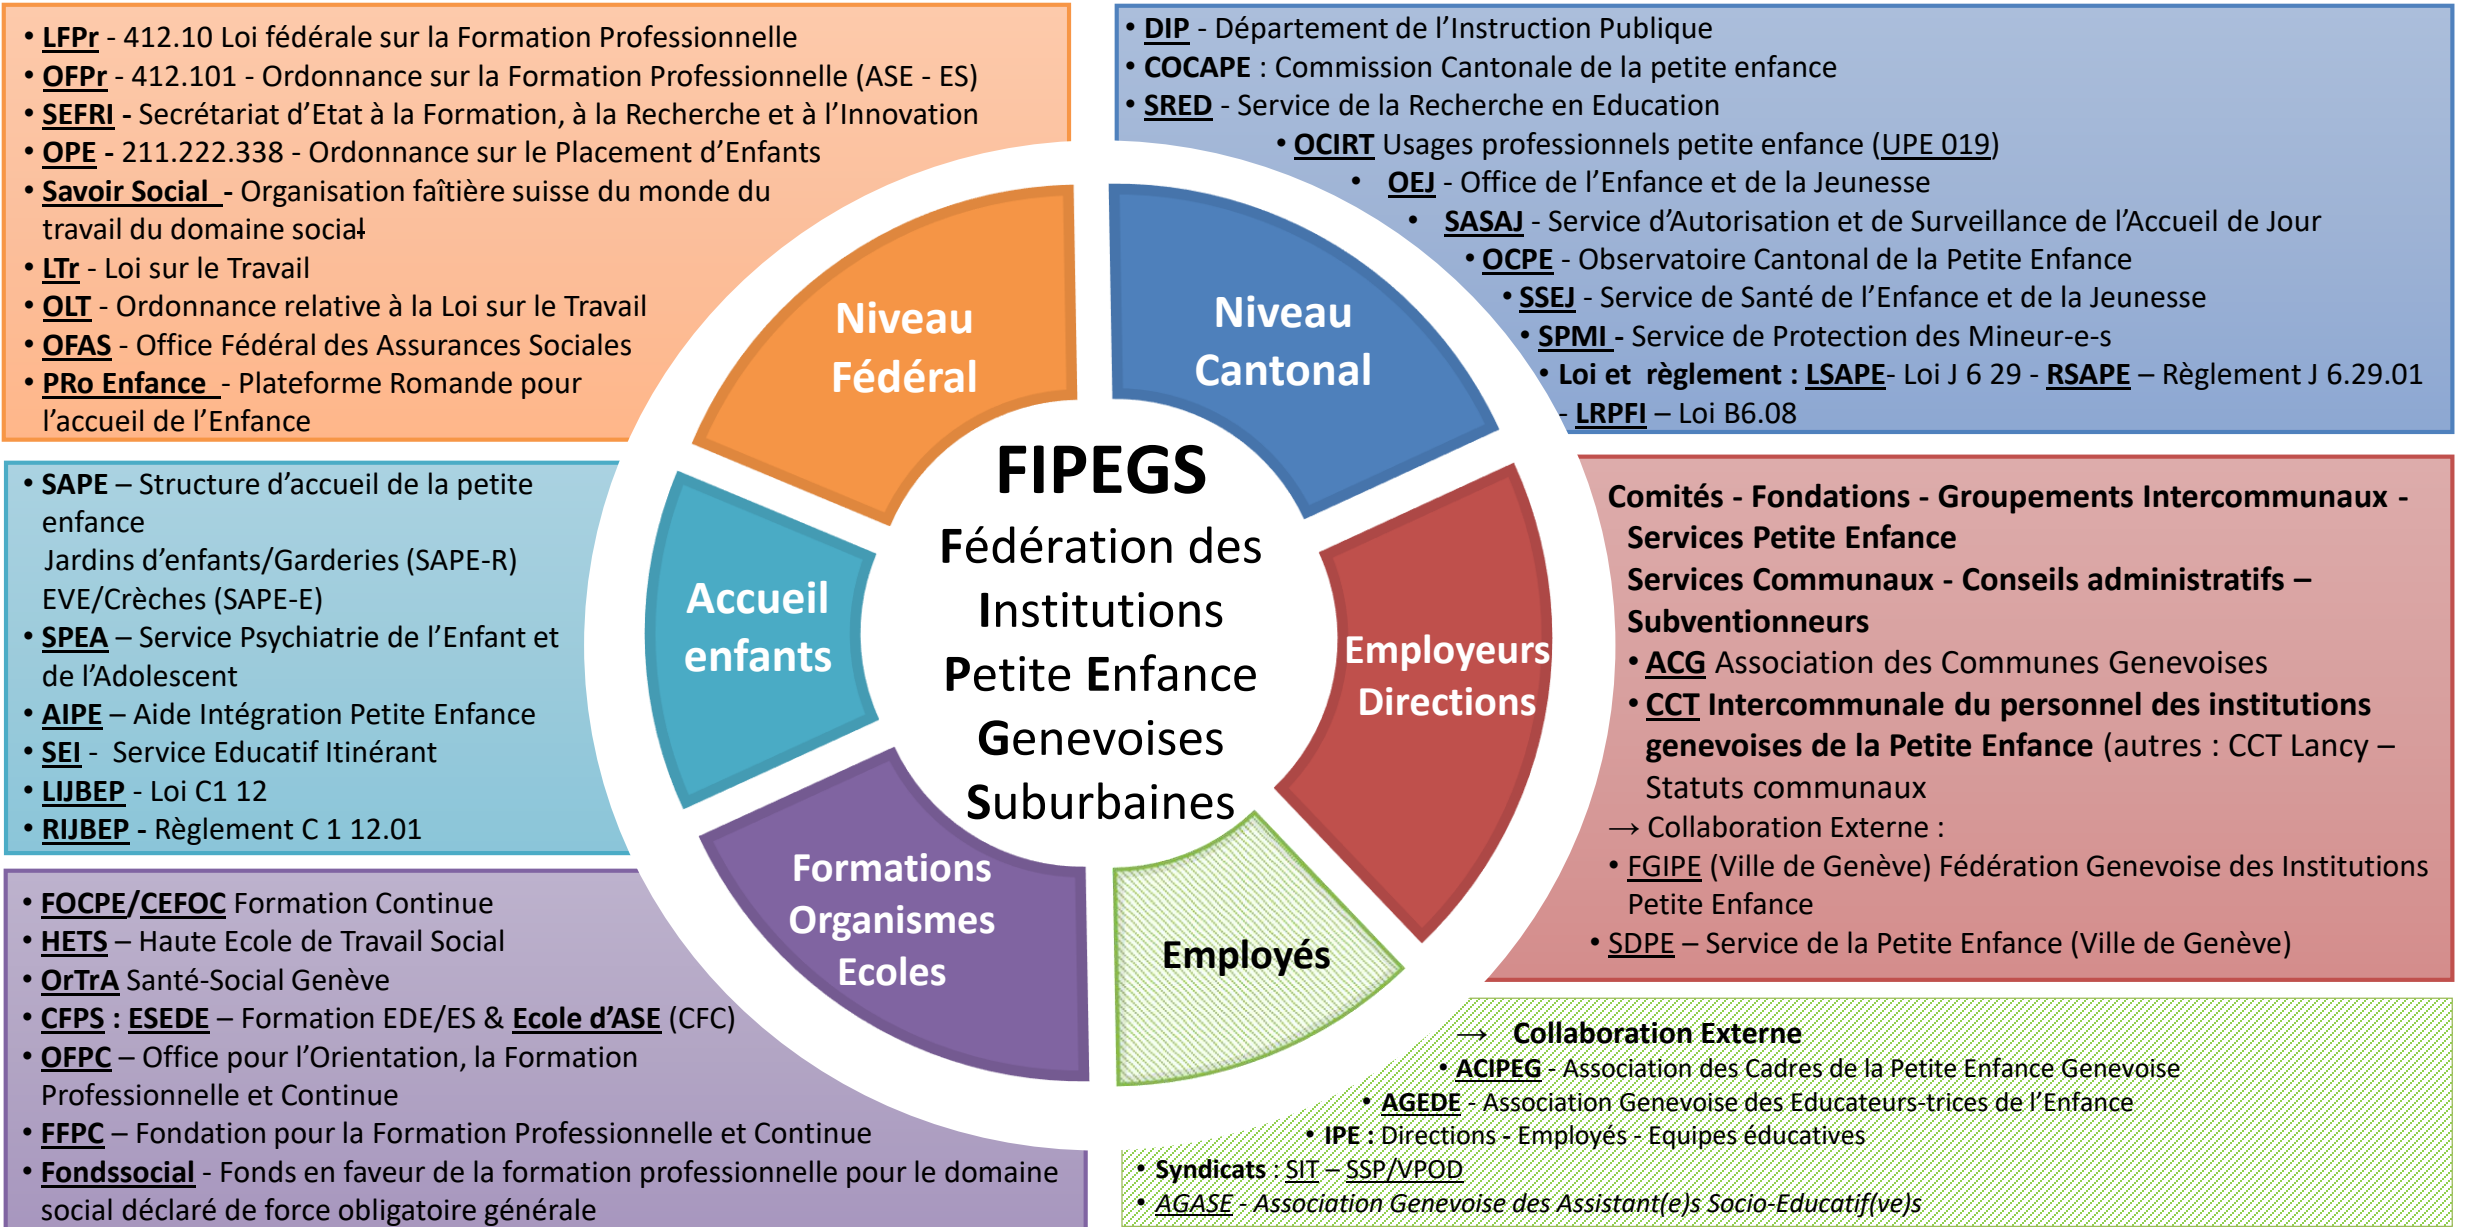 • LFPr - 412.10 Loi fédérale sur la Formation Professionnelle
• OFPr - 412.101 - Ordonnance sur la Formation Professionnelle (ASE - ES)
• SEFRI - Secrétariat d’Etat à la Formation, à la Recherche et à l’Innovation
• OPE - 211.222.338 - Ordonnance sur le Placement d’Enfants
• Savoir Social - Organisation faîtière suisse du monde du
travail du domaine social
• LTr - Loi sur le Travail
• OLT - Ordonnance relative à la Loi sur le Travail
• OFAS - Office Fédéral des Assurances Sociales
• PRo Enfance - Plateforme Romande pour
l’accueil de l’Enfance
• DIP - Département de l’Instruction Publique
• COCAPE : Commission Cantonale de la petite enfance
• SRED - Service de la Recherche en Education
• OCIRT Usages professionnels petite enfance (UPE 019)
• OEJ - Office de l’Enfance et de la Jeunesse
• SASAJ - Service d’Autorisation et de Surveillance de l’Accueil de Jour
• OCPE - Observatoire Cantonal de la Petite Enfance
• SSEJ - Service de Santé de l’Enfance et de la Jeunesse
• SPMI - Service de Protection des Mineur-e-s
• Loi et règlement : LSAPE- Loi J 6 29 - RSAPE – Règlement J 6.29.01
- LRPFI – Loi B6.08
Niveau
Fédéral
Niveau
Cantonal
FIPEGS
Fédération des
Institutions
Petite Enfance
Genevoises
Suburbaines
Accueil
enfants
Employeurs
Directions
Formations
Organismes
Ecoles
Employés
• SAPE – Structure d’accueil de la petite
enfance
Jardins d’enfants/Garderies (SAPE-R)
EVE/Crèches (SAPE-E)
• SPEA – Service Psychiatrie de l’Enfant et
de l’Adolescent
• AIPE – Aide Intégration Petite Enfance
• SEI - Service Educatif Itinérant
• LIJBEP - Loi C1 12
• RIJBEP - Règlement C 1 12.01
Comités - Fondations - Groupements Intercommunaux -
Services Petite Enfance
Services Communaux - Conseils administratifs –
Subventionneurs
• ACG Association des Communes Genevoises
• CCT Intercommunale du personnel des institutions
genevoises de la Petite Enfance (autres : CCT Lancy –
Statuts communaux
→ Collaboration Externe :
• FGIPE (Ville de Genève) Fédération Genevoise des Institutions
Petite Enfance
• SDPE – Service de la Petite Enfance (Ville de Genève)
• FOCPE/CEFOC Formation Continue
• HETS – Haute Ecole de Travail Social
• OrTrA Santé-Social Genève
• CFPS : ESEDE – Formation EDE/ES & Ecole d’ASE (CFC)
• OFPC – Office pour l’Orientation, la Formation
Professionnelle et Continue
• FFPC – Fondation pour la Formation Professionnelle et Continue
• Fondssocial - Fonds en faveur de la formation professionnelle pour le domaine
social déclaré de force obligatoire générale
→ Collaboration Externe
• ACIPEG - Association des Cadres de la Petite Enfance Genevoise
• AGEDE - Association Genevoise des Educateurs-trices de l’Enfance
• IPE : Directions - Employés - Equipes éducatives
• Syndicats : SIT – SSP/VPOD
• AGASE - Association Genevoise des Assistant(e)s Socio-Educatif(ve)s